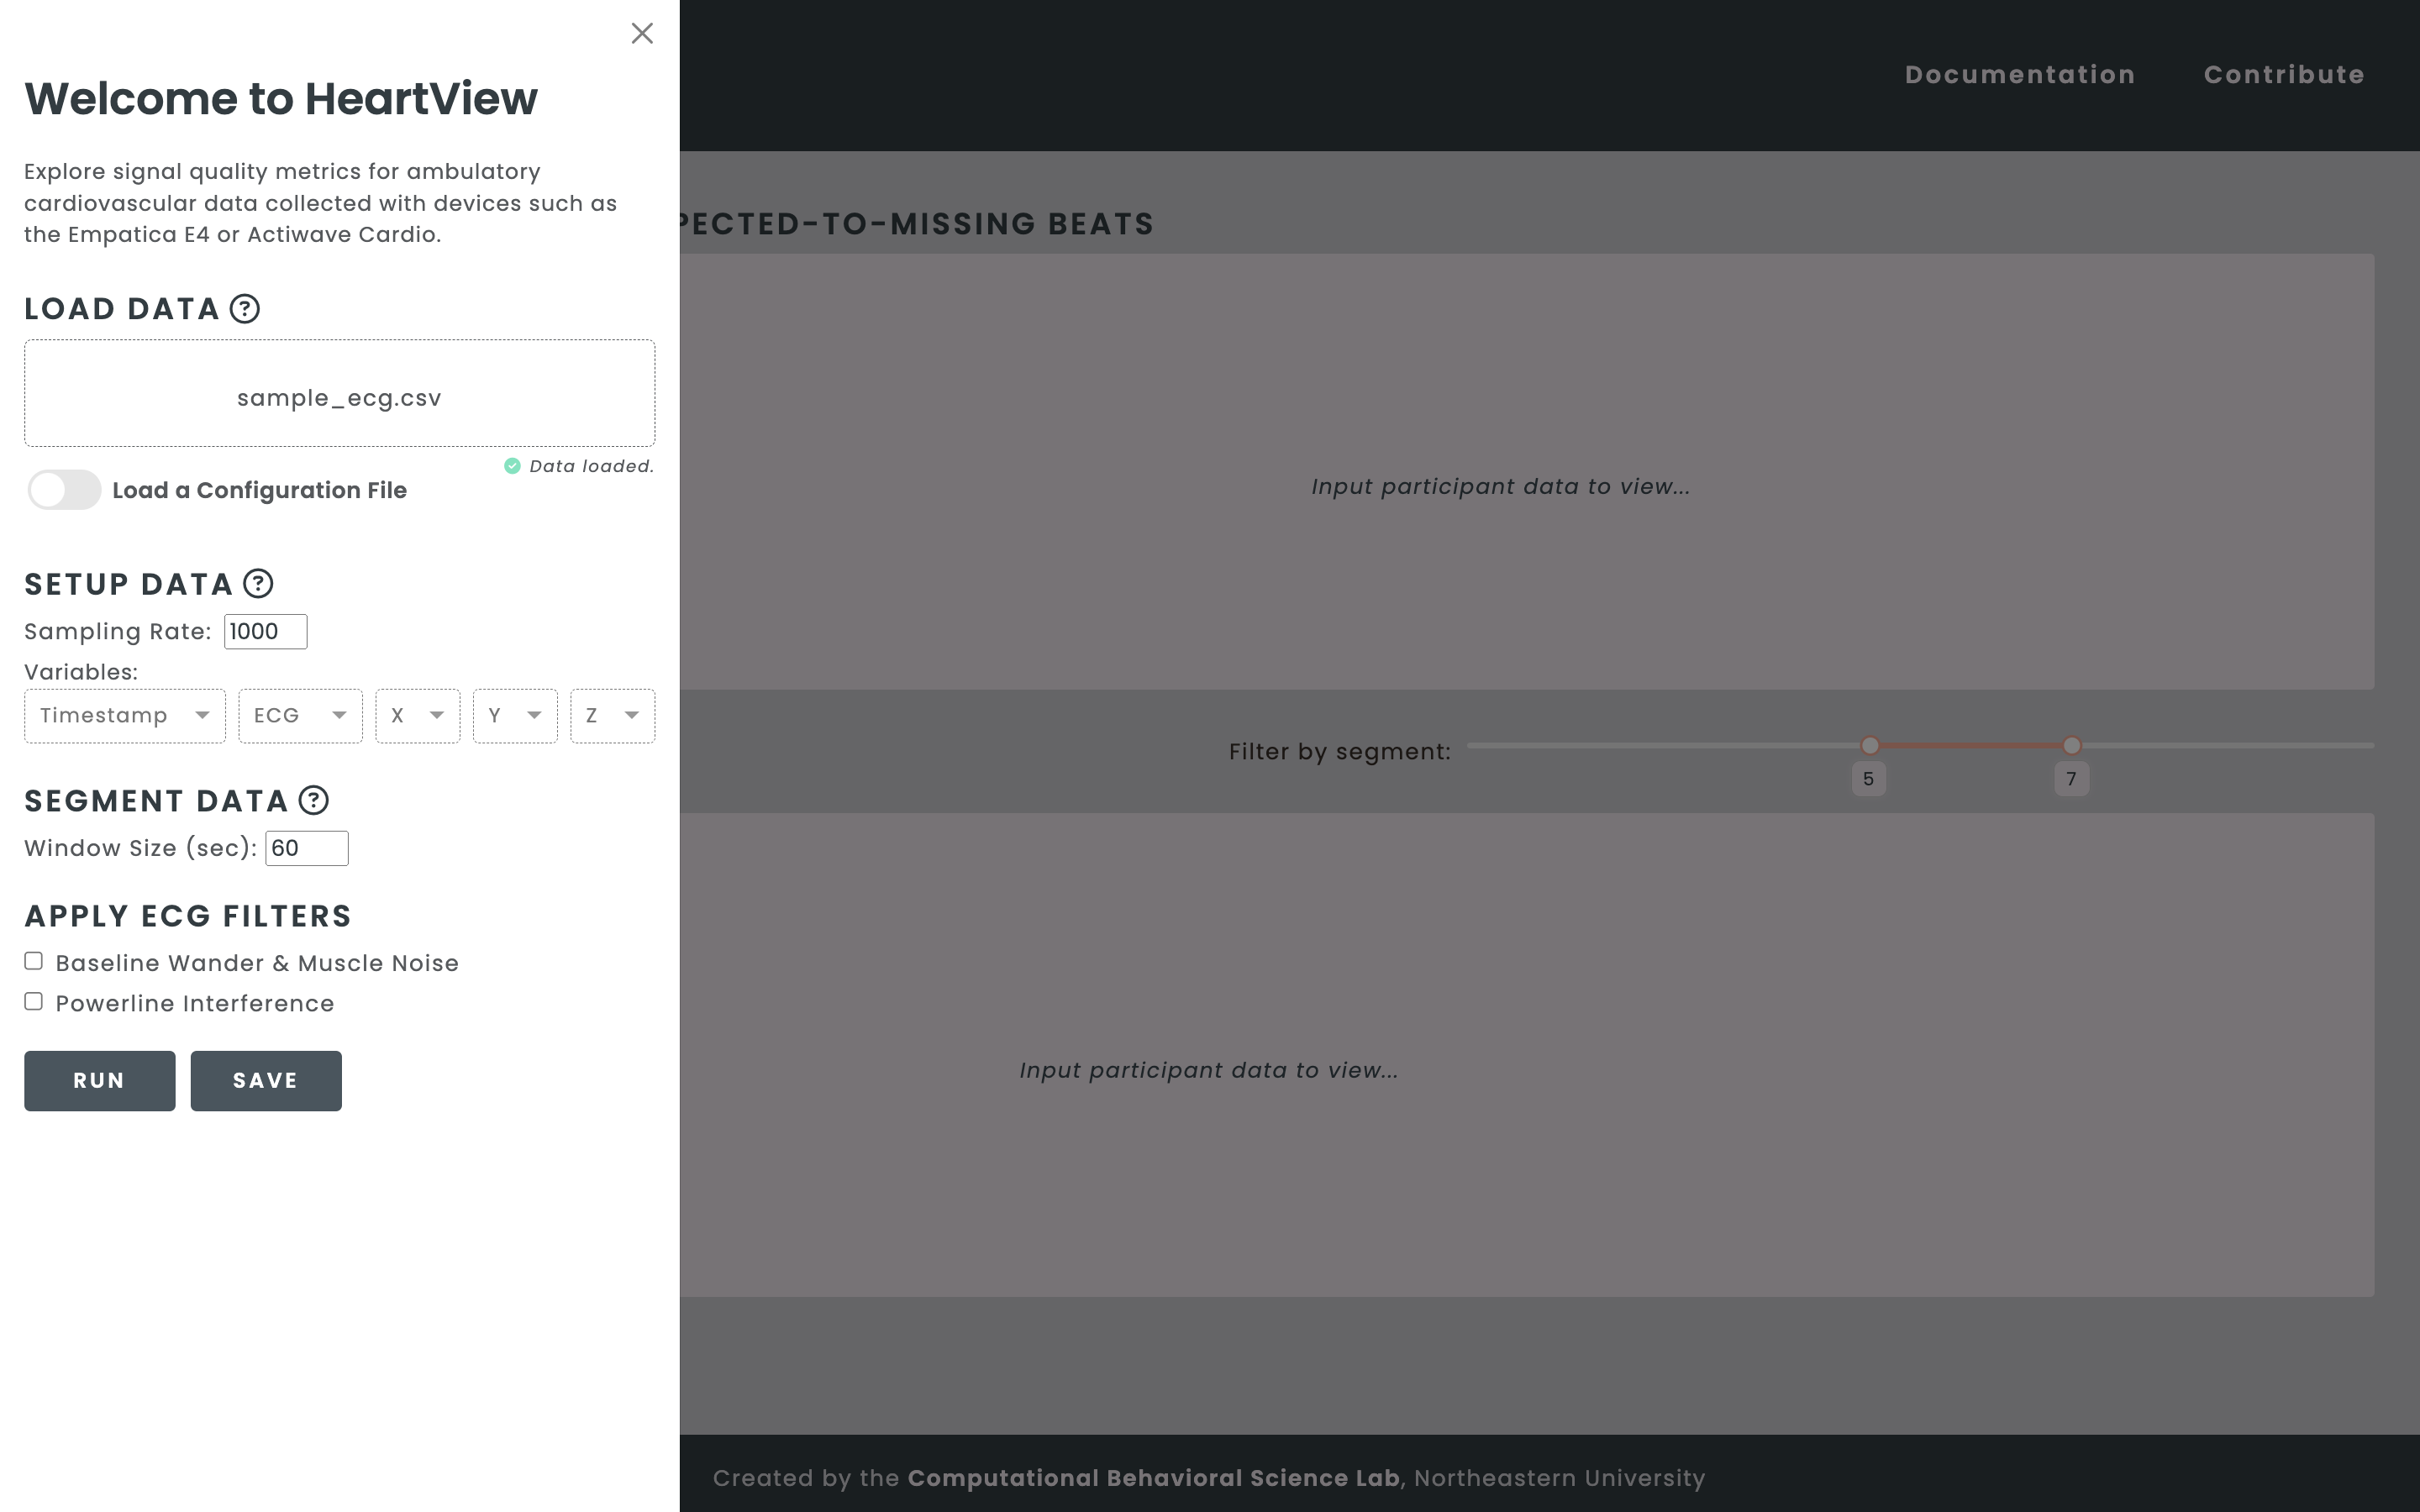 Welcome to HeartView
Explore signal quality metrics for ambulatory
cardiovascular data collected with devices such as
the Empatica E4 or Actiwave Cardio.
LOAD DATA ?
sample_ecg.csv
Data loaded.
Load a Configuration File
SETUP DATA ?
Sampling Rate: 1000
Variables:
Timestamp ECG X Y Z
SEGMENT DATA ?
Window Size (sec): 60
APPLY ECG FILTERS
Baseline Wander & Muscle Noise
Powerline Interference
RUN SAVE
Documentation Contribute
PECTED-TO-MISSING BEATS
Input participant data to view...
Filter by segment:
5 7
Input participant data to view...
Created by the Computational Behavioral Science Lab, Northeastern University